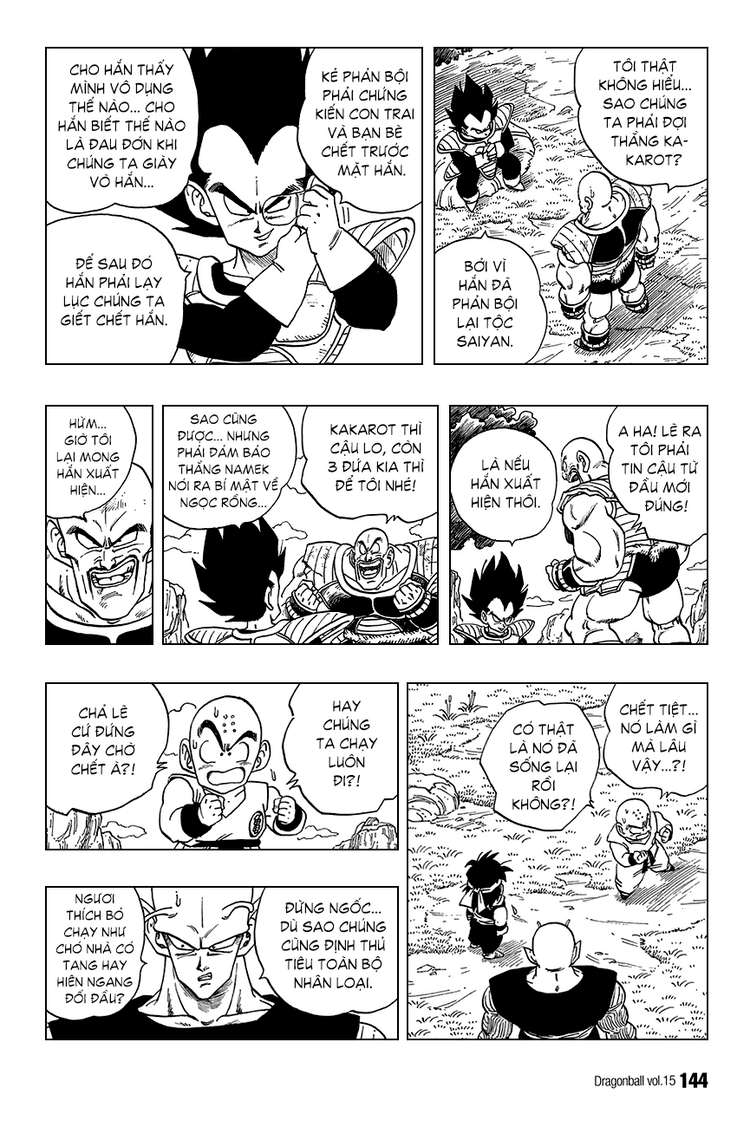 TÔI THẬT
KHÔNG HIỂU...
SAO CHÚNG
TA PHẢI ĐỢI
THẰNG KA-
KAROT?
BỞI VÌ
HẮN ĐÃ
PHẢN BỘI
LẠI TỘC
SAIYAN.
KẺ PHẢN BỘI
PHẢI CHỨNG
KIẾN CON TRAI
VÀ BẠN BÈ
CHẾT TRƯỚC
MẶT HẮN.
CHO HẮN THẤY
MÌNH VÔ DỤNG
THẾ NÀO... CHO
HẮN BIẾT THẾ NÀO
LÀ ĐAU ĐỚN KHI
CHÚNG TA GIÀY
VÒ HẮN...
ĐỂ SAU ĐÓ
HẮN PHẢI LẠY
LỤC CHÚNG TA
GIẾT CHẾT HẮN.
A HA! LẼ RA
TÔI PHẢI
TIN CẬU TỪ
ĐẦU MỚI
ĐÚNG!
LÀ NẾU
HẮN XUẤT
HIỆN THÔI.
KAKAROT THÌ
CẬU LO, CÒN
3 ĐỨA KIA THÌ
ĐỂ TÔI NHÉ!
SAO CŨNG
ĐƯỢC... NHƯNG
PHẢI ĐẢM BẢO
THẰNG NAMEK
NÓI RA BÍ MẬT VỀ
NGỌC RỒNG...
HỪM...
GIỜ TÔI
LẠI MONG
HẮN XUẤT
HIỆN...
CHẾT TIỆT...
NÓ LÀM GÌ
MÀ LÂU
VẬY...?!
CÓ THẬT
LÀ NÓ ĐÃ
SỐNG LẠI
RỒI
KHÔNG?!
HAY
CHÚNG
TA CHẠY
LUÔN
ĐI?!
CHẢ LẼ
CỨ ĐỨNG
ĐÂY CHỜ
CHẾT À?!
ĐỪNG NGỐC...
DÙ SAO CHÚNG
CŨNG ĐỊNH THỦ
TIÊU TOÀN BỘ
NHÂN LOẠI.
NGƯƠI
THÍCH BỎ
CHẠY NHƯ
CHÓ NHÀ CÓ
TANG HAY
HIÊN NGANG
ĐỐI ĐẦU?
Dragonball vol.15 144